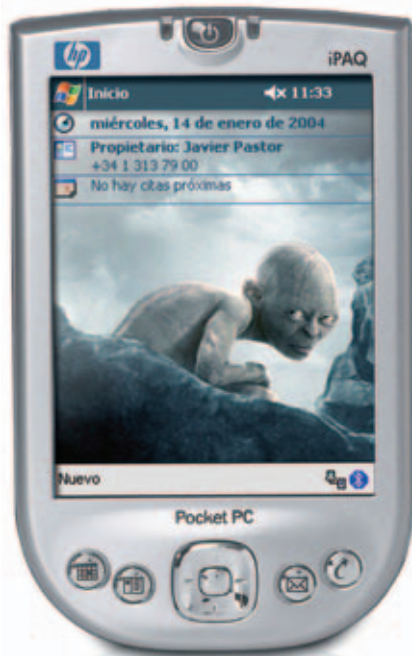 hp
iPAQ
Inicio 11:33
miércoles, 14 de enero de 2004
Propietario: Javier Pastor
+34 1 313 79 00
No hay citas próximas
Nuevo
Pocket PC